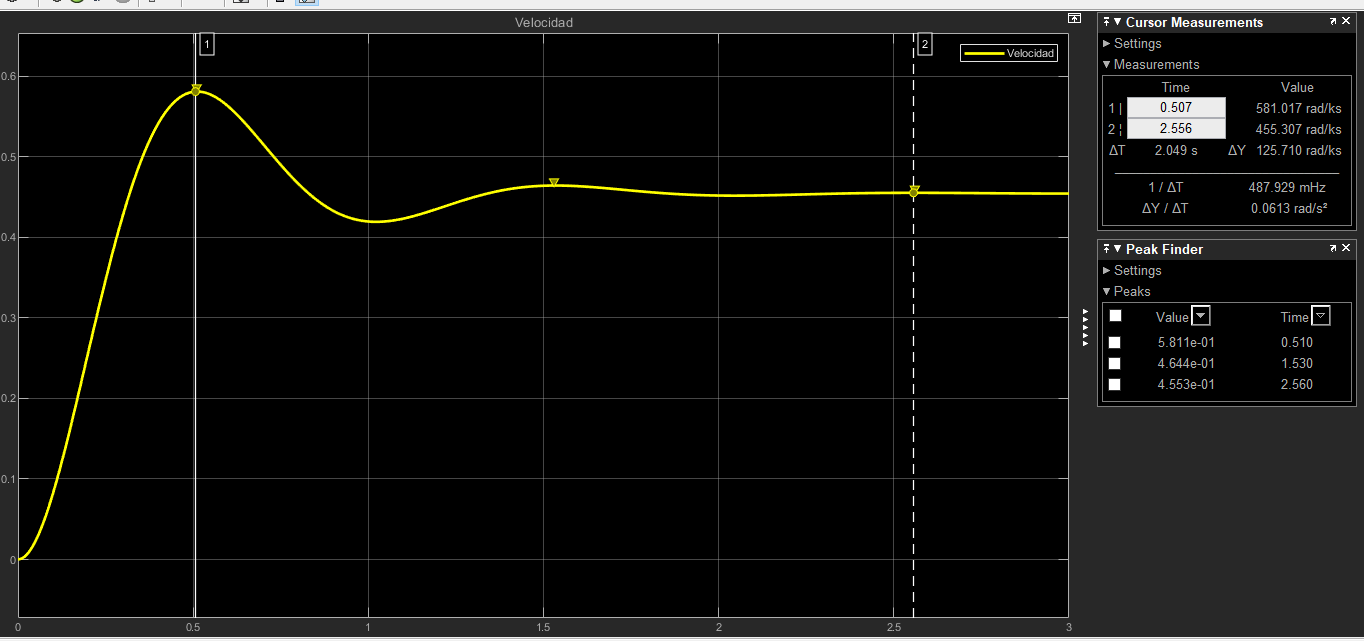 Velocidad
1
2
Velocidad
0.6
0.5
0.4
0.3
0.2
0.1
0
0
0.5
1
1.5
2
2.5
3
Cursor Measurements
Settings
Measurements
Time Value
1 0.507 581.017 rad/ks
2 2.556 455.307 rad/ks
ΔT 2.049 s ΔY 125.710 rad/ks
1 / ΔT 487.929 mHz
ΔY / ΔT 0.0613 rad/s²
Peak Finder
Settings
Peaks
Value Time
5.811e-01 0.510
4.644e-01 1.530
4.553e-01 2.560